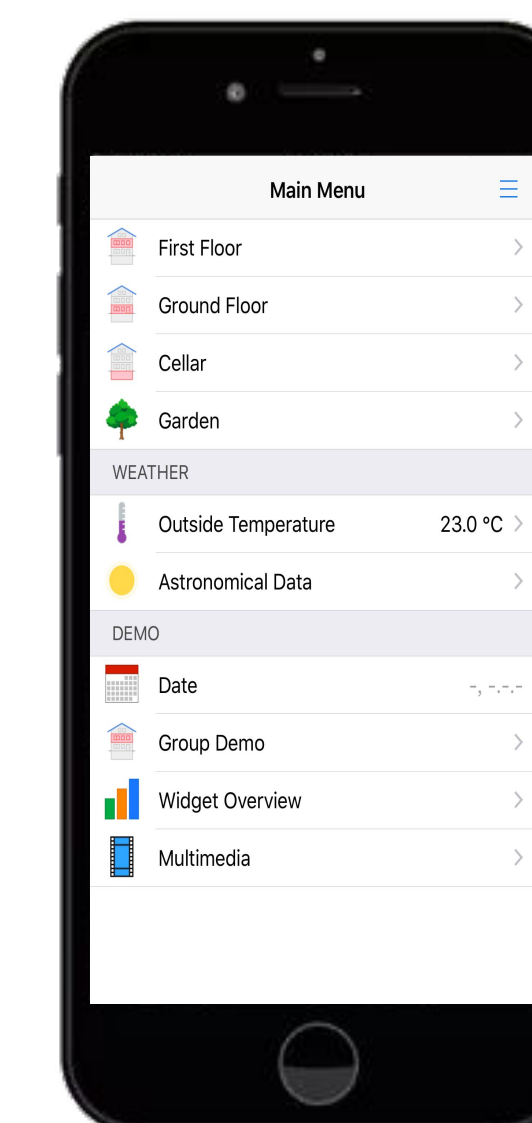 Main Menu
First Floor
Ground Floor
Cellar
Garden
WEATHER
Outside Temperature 23.0 °C
Astronomical Data
DEMO
Date -, -.-.-
Group Demo
Widget Overview
Multimedia